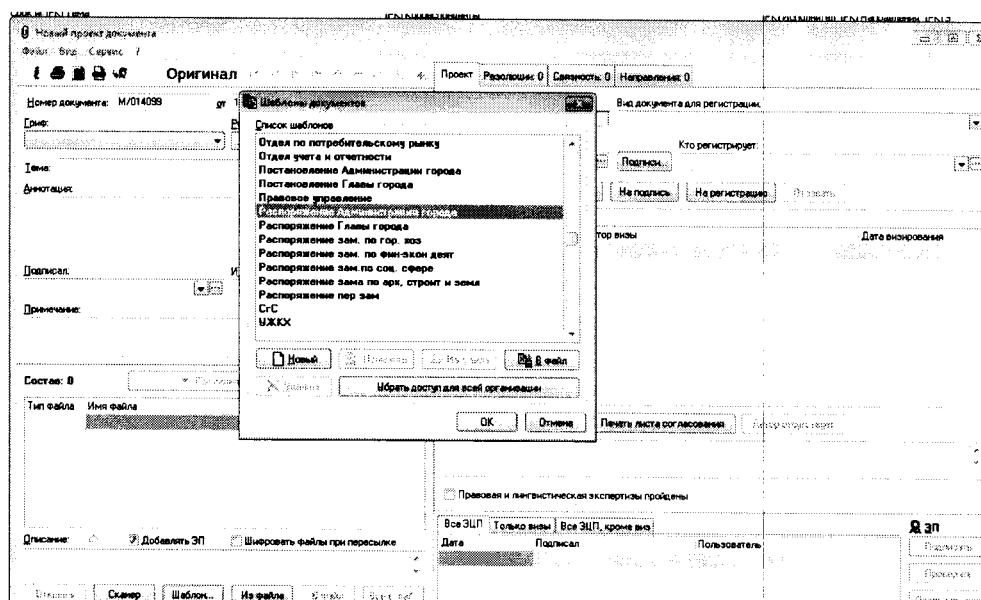 Новый проект документа
Файл Вид Сервис ?
Оригинал
Проект Резолюции: 0 Связность: 0 Направления: 0
Номер документа: М/014099 от
Гриф:
Тема:
Аннотация:
Подписал:
Примечание:
Шаблоны документов
Список шаблонов
Отдел по потребительскому рынку
Отдел учета и отчетности
Постановление Администрации города
Постановление Главы города
Правовое управление
Распоряжение Администрации города
Распоряжение Главы города
Распоряжение зам. по гор. хоз
Распоряжение зам. по фин-экон деят
Распоряжение зам.по соц. сфере
Распоряжение зама по арх, строит и земл
Распоряжение пер зам
СгС
УЖКХ
Новый В файл
Убрать доступ для всей организации
OK Отмена
Вид документа для регистрации:
Кто регистрирует:
Подписи...
На подпись На регистрацию
Дата визирования
Состав: 0
Тип файла Имя файла
Печать листа согласования
Правовая и лингвистическая экспертизы пройдены
Описание: Добавлять ЭП Шифровать файлы при пересылке
Все ЭЦП Только визы Все ЭЦП, кроме виз
Дата Подписал Пользователь
ЭП
Подписать
Сканер Шаблон... Из файла